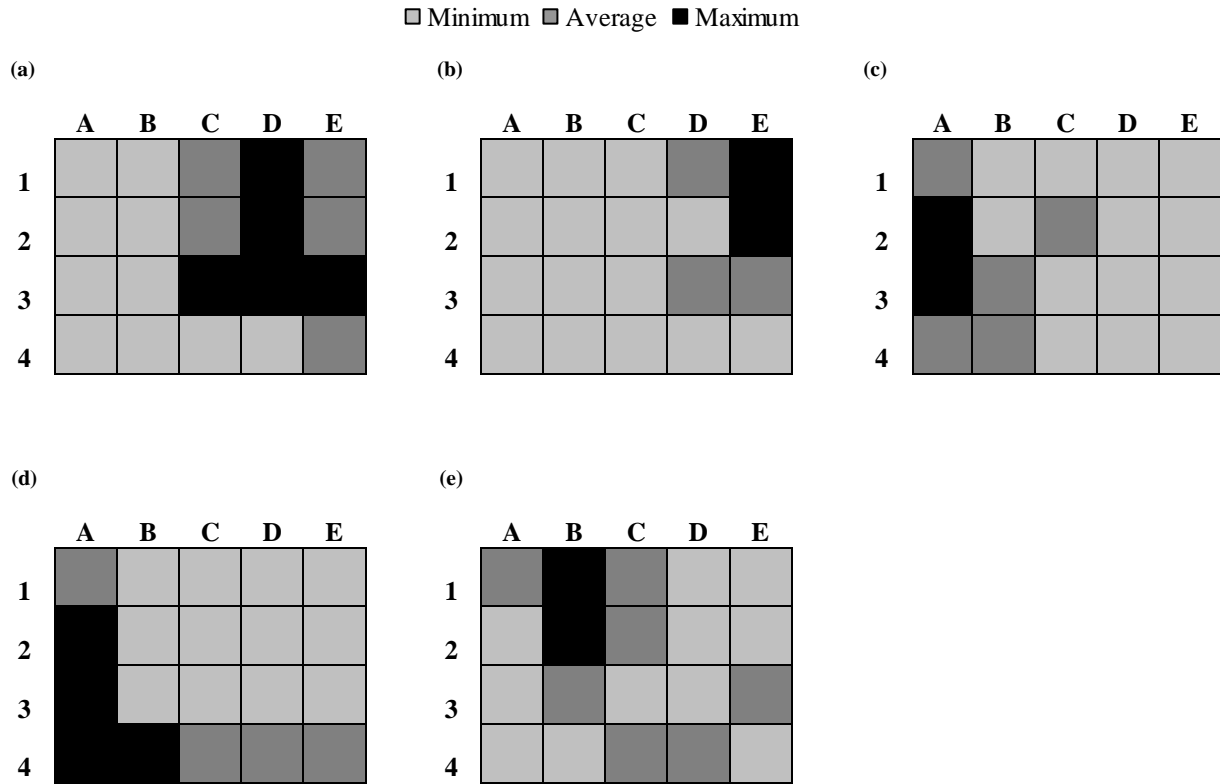 Minimum Average Maximum
(a) (b) (c)
A B C D E A B C D E A B C D E
1 1 1
2 2 2
3 3 3
4 4 4
(d) (e)
A B C D E A B C D E
1 1
2 2
3 3
4 4